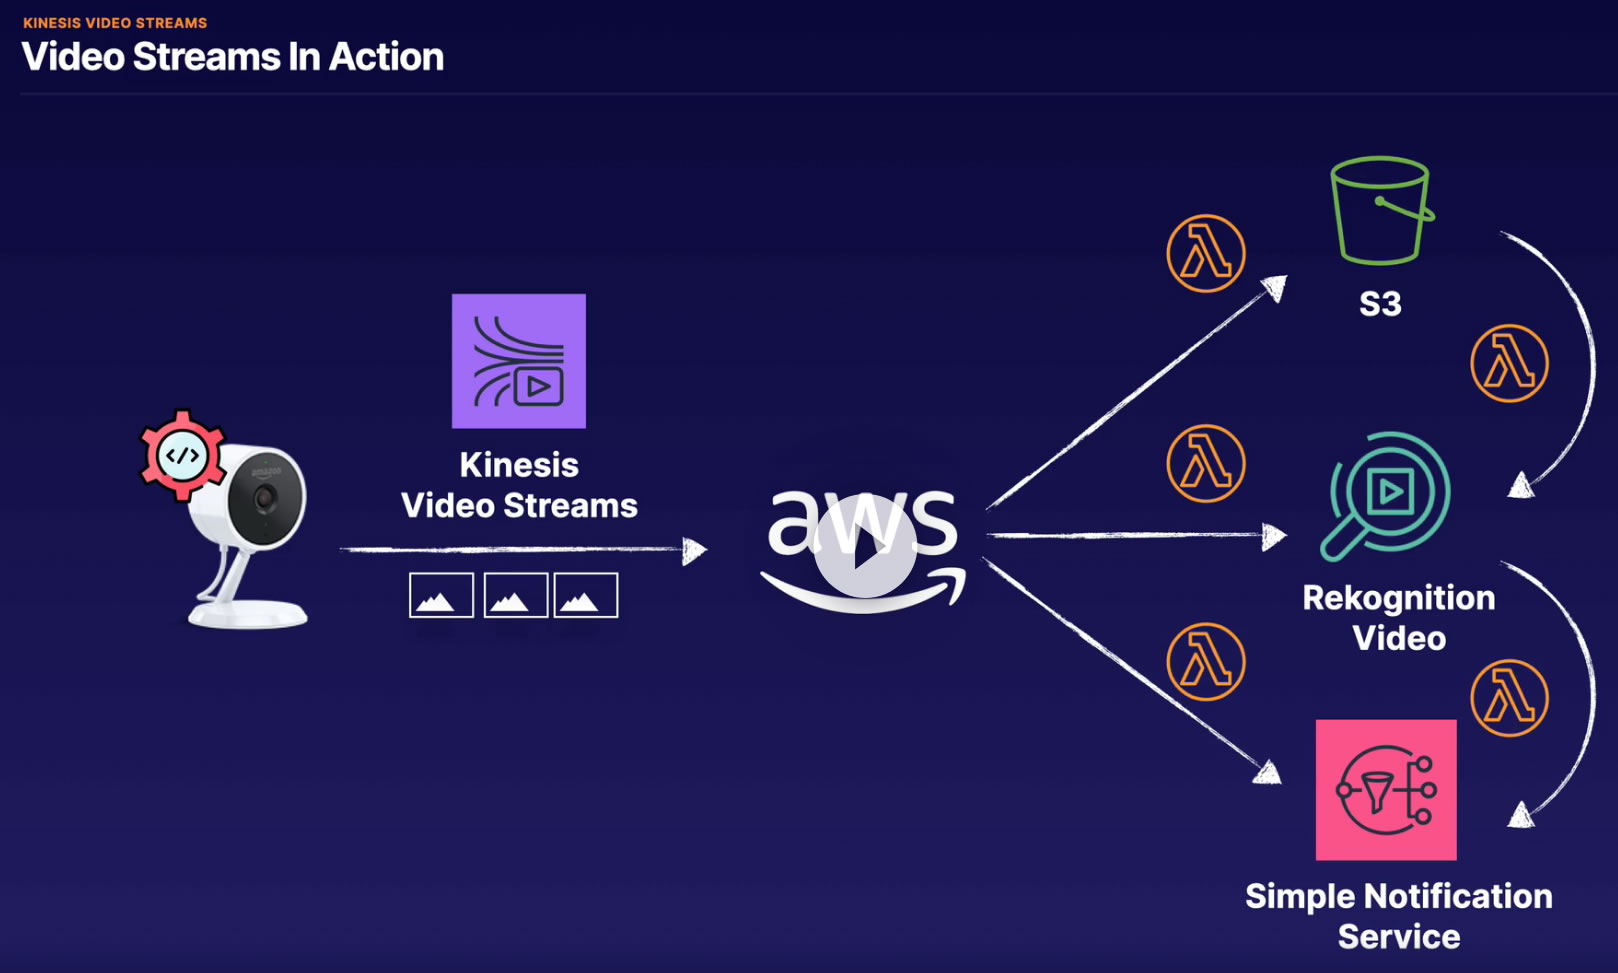 KINESIS VIDEO STREAMS
Video Streams In Action
S3
Kinesis
Video Streams
amazon
</>
aws
Rekognition
Video
Simple Notification
Service